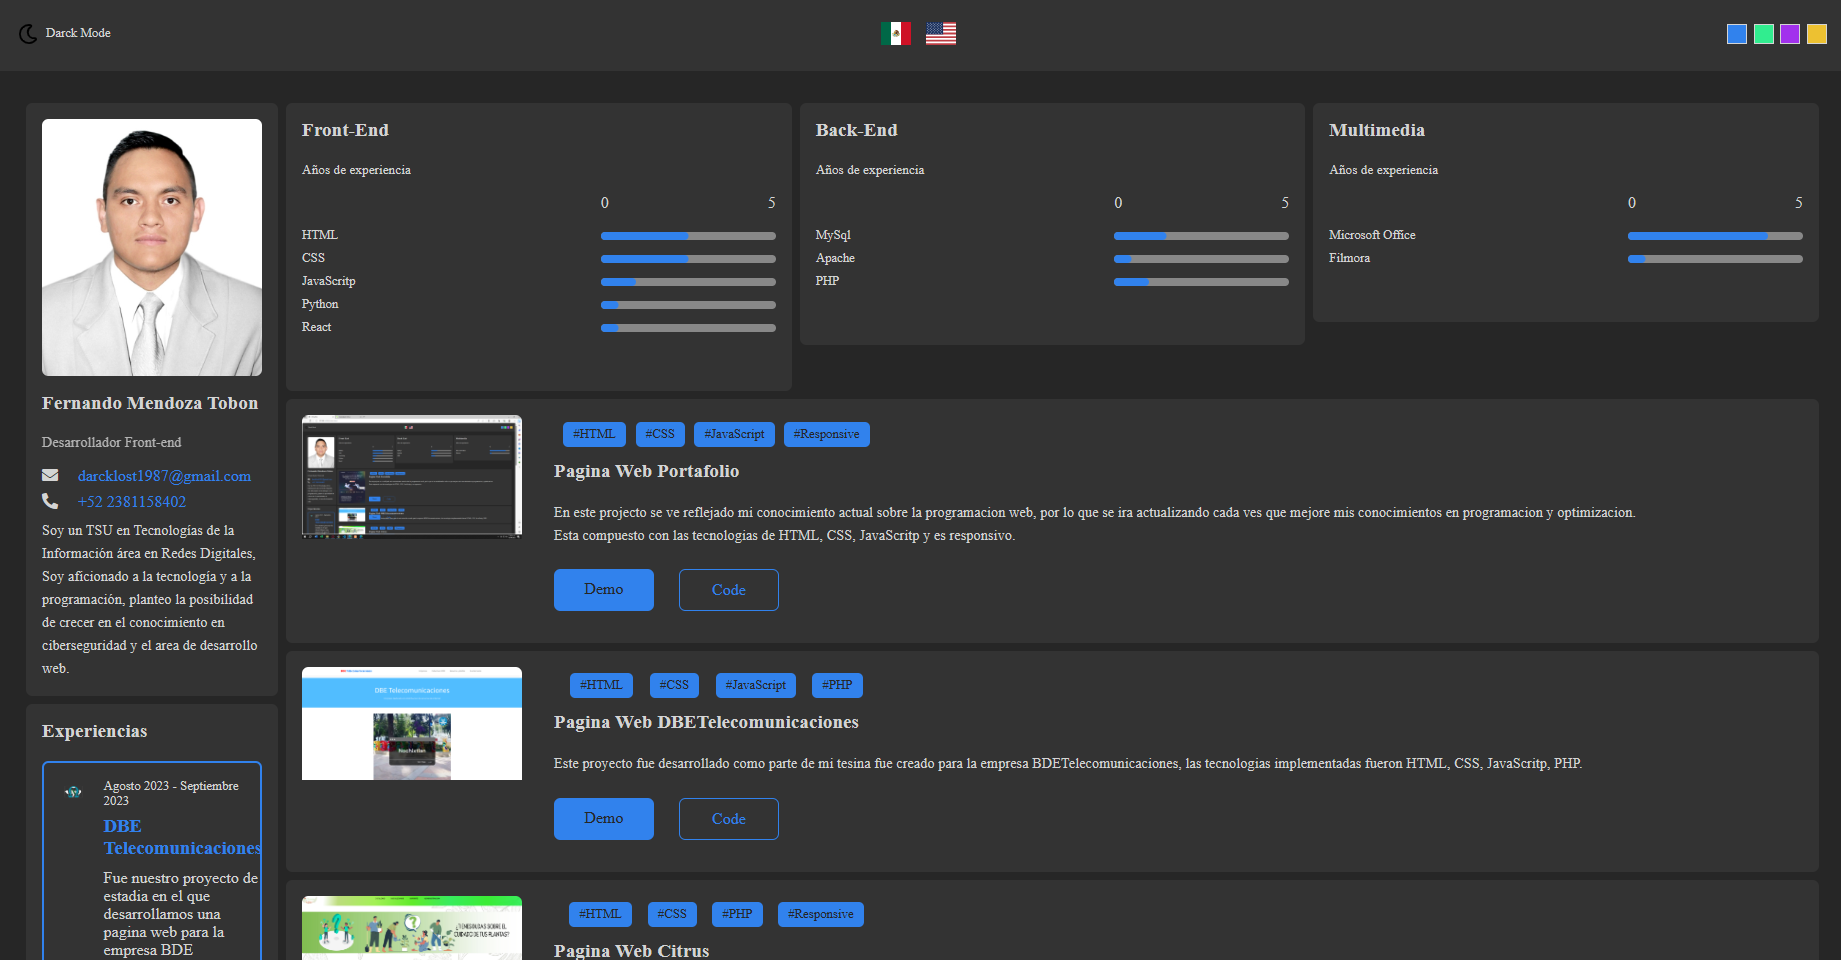 Darck Mode
Fernando Mendoza Tobon
Desarrollador Front-end
darcklost1987@gmail.com
+52 2381158402
Soy un TSU en Tecnologías de la
Información área en Redes Digitales,
Soy aficionado a la tecnología y a la
programación, planteo la posibilidad
de crecer en el conocimiento en
ciberseguridad y el area de desarrollo
web.
Experiencias
Agosto 2023 - Septiembre
2023
DBE
Telecomunicaciones
Fue nuestro proyecto de
estadia en el que
desarrollamos una
pagina web para la
empresa BDE
Front-End
Años de experiencia
0 5
HTML
CSS
JavaScritp
Python
React
Back-End
Años de experiencia
0 5
MySql
Apache
PHP
Multimedia
Años de experiencia
0 5
Microsoft Office
Filmora
#HTML #CSS #JavaScript #Responsive
Pagina Web Portafolio
En este projecto se ve reflejado mi conocimiento actual sobre la programacion web, por lo que se ira actualizando cada ves que mejore mis conocimientos en programacion y optimizacion.
Esta compuesto con las tecnologias de HTML, CSS, JavaScritp y es responsivo.
Demo Code
DBE Telecomunicaciones
#HTML #CSS #JavaScript #PHP
Pagina Web DBETelecomunicaciones
Este proyecto fue desarrollado como parte de mi tesina fue creado para la empresa BDETelecomunicaciones, las tecnologias implementadas fueron HTML, CSS, JavaScritp, PHP.
Demo Code
#HTML #CSS #PHP #Responsive
Pagina Web Citrus